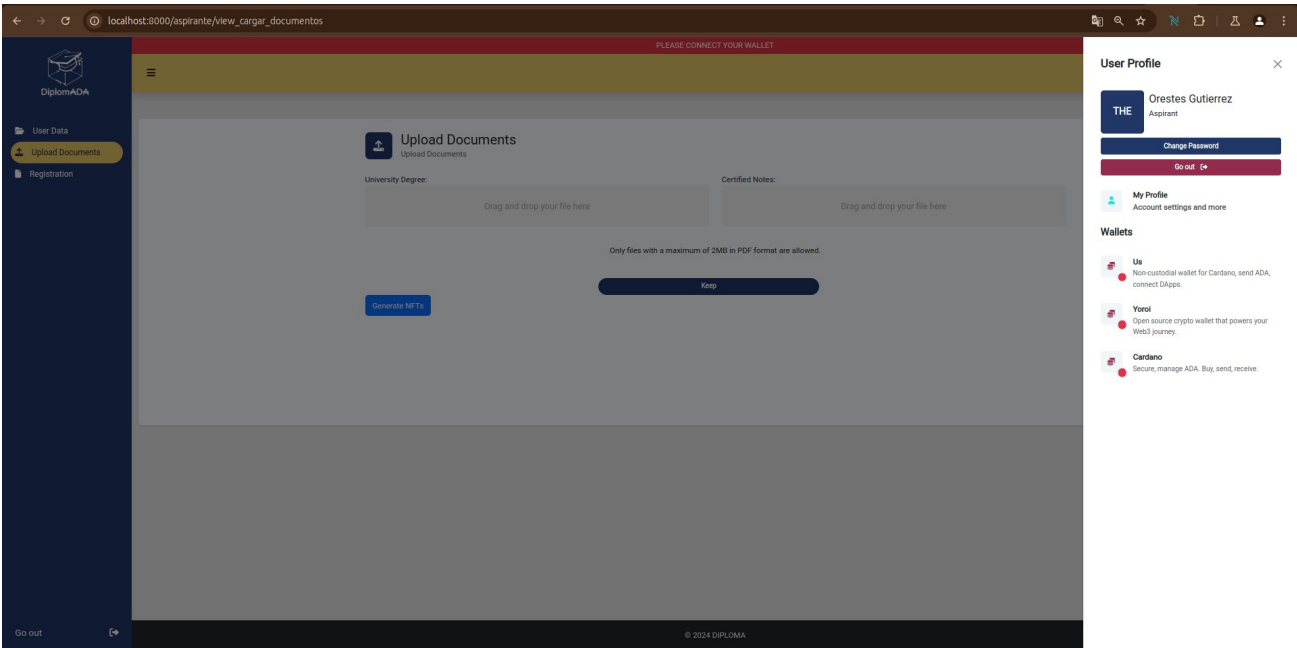 localhost:8000/aspirante/view_cargar_documentos
PLEASE CONNECT YOUR WALLET
DiplomADA
User Data
Upload Documents
Registration
Go out
Upload Documents
Upload Documents
University Degree:
Certified Notes:
Drag and drop your file here
Drag and drop your file here
Only files with a maximum of 2MB in PDF format are allowed.
Keep
Generate NFTs
© 2024 DIPLOMA
User Profile
THE
Orestes Gutierrez
Aspirant
Change Password
Go out
My Profile
Account settings and more
Wallets
Us
Non-custodial wallet for Cardano, send ADA,
connect DApps.
Yoroi
Open source crypto wallet that powers your
Web3 journey.
Cardano
Secure, manage ADA. Buy, send, receive.